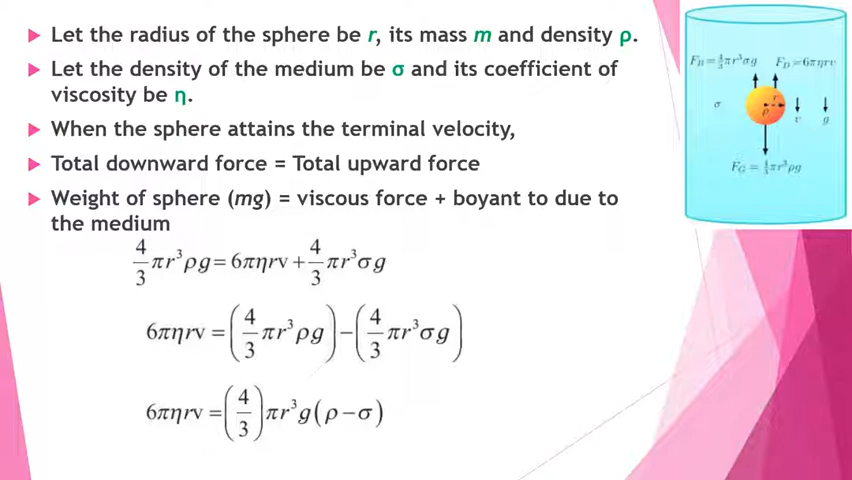 Let the radius of the sphere be r, its mass m and density ρ.
Let the density of the medium be σ and its coefficient of
viscosity be η.
When the sphere attains the terminal velocity,
Total downward force = Total upward force
Weight of sphere (mg) = viscous force + boyant to due to
the medium
4/3 πr³ρg = 6πηrv + 4/3 πr³σg
6πηrv = (4/3 πr³ρg) − (4/3 πr³σg)
6πηrv = (4/3) πr³g(ρ − σ)
F_B = 4/3 πr³σg F_D = 6πηrv
σ r ρ v g
F_G = 4/3 πr³ρg